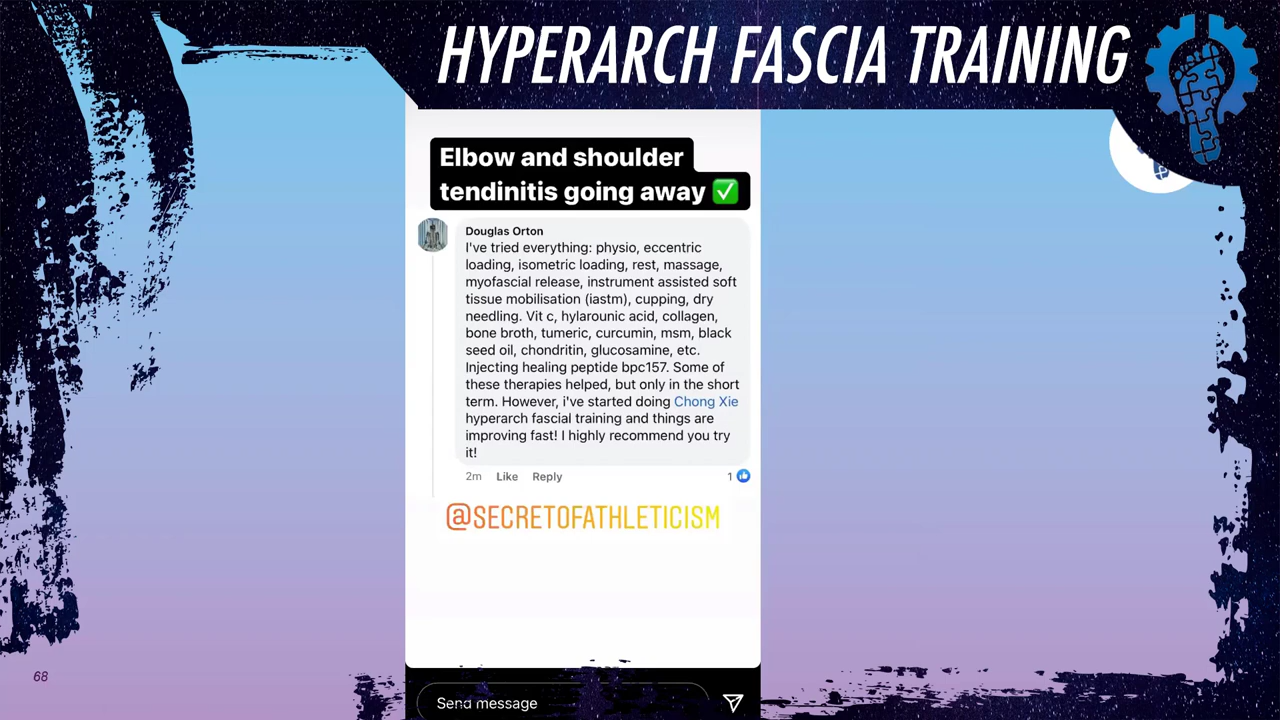 HYPERARCH FASCIA TRAINING
Elbow and shoulder
tendinitis going away ✅
Douglas Orton
I've tried everything: physio, eccentric
loading, isometric loading, rest, massage,
myofascial release, instrument assisted soft
tissue mobilisation (iastm), cupping, dry
needling. Vit c, hylarounic acid, collagen,
bone broth, tumeric, curcumin, msm, black
seed oil, chondritin, glucosamine, etc.
Injecting healing peptide bpc157. Some of
these therapies helped, but only in the short
term. However, i've started doing Chong Xie
hyperarch fascial training and things are
improving fast! I highly recommend you try
it!
2m Like Reply 1
@SECRETOFATHLETICISM
68
Send message